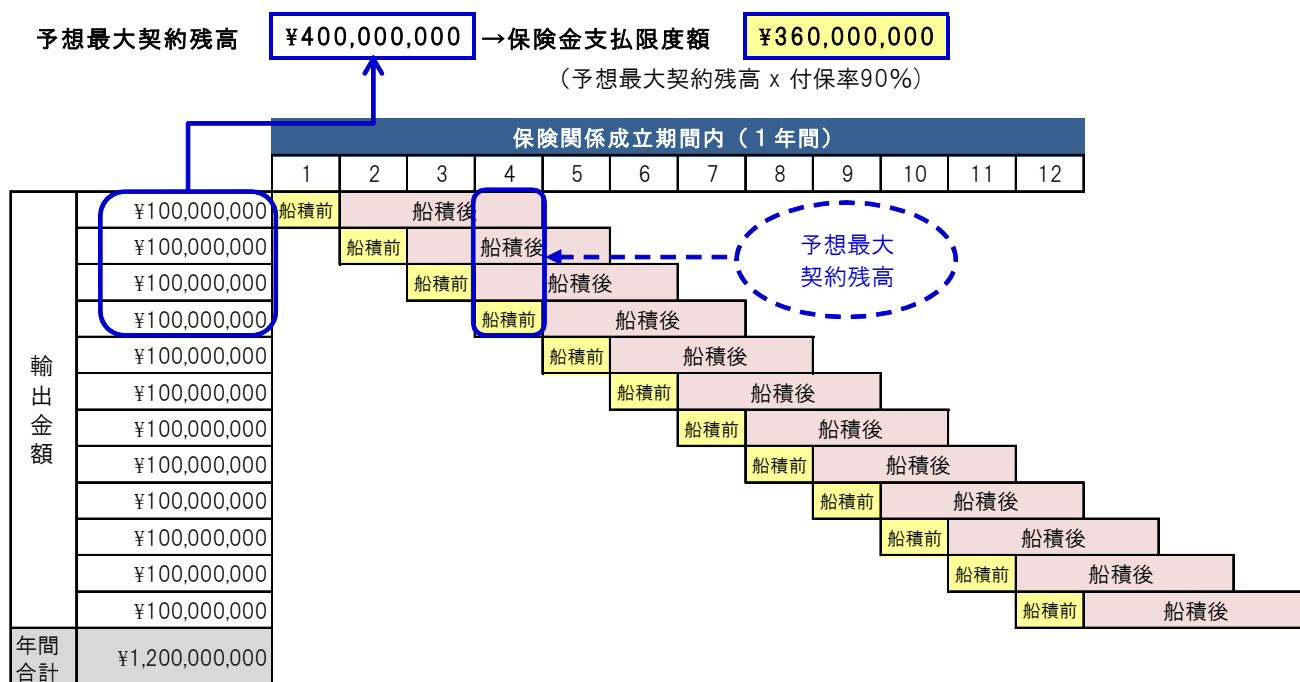 予想最大契約残高 ¥400,000,000 →保険金支払限度額 ¥360,000,000
（予想最大契約残高 x 付保率90%）
保険関係成立期間内（１年間）
1 2 3 4 5 6 7 8 9 10 11 12
輸出金額
¥100,000,000 船積前 船積後
¥100,000,000 船積前 船積後
¥100,000,000 船積前 船積後
¥100,000,000 船積前 船積後
¥100,000,000 船積前 船積後
¥100,000,000 船積前 船積後
¥100,000,000 船積前 船積後
¥100,000,000 船積前 船積後
¥100,000,000 船積前 船積後
¥100,000,000 船積前 船積後
¥100,000,000 船積前 船積後
¥100,000,000 船積前 船積後
予想最大
契約残高
年間
合計
¥1,200,000,000